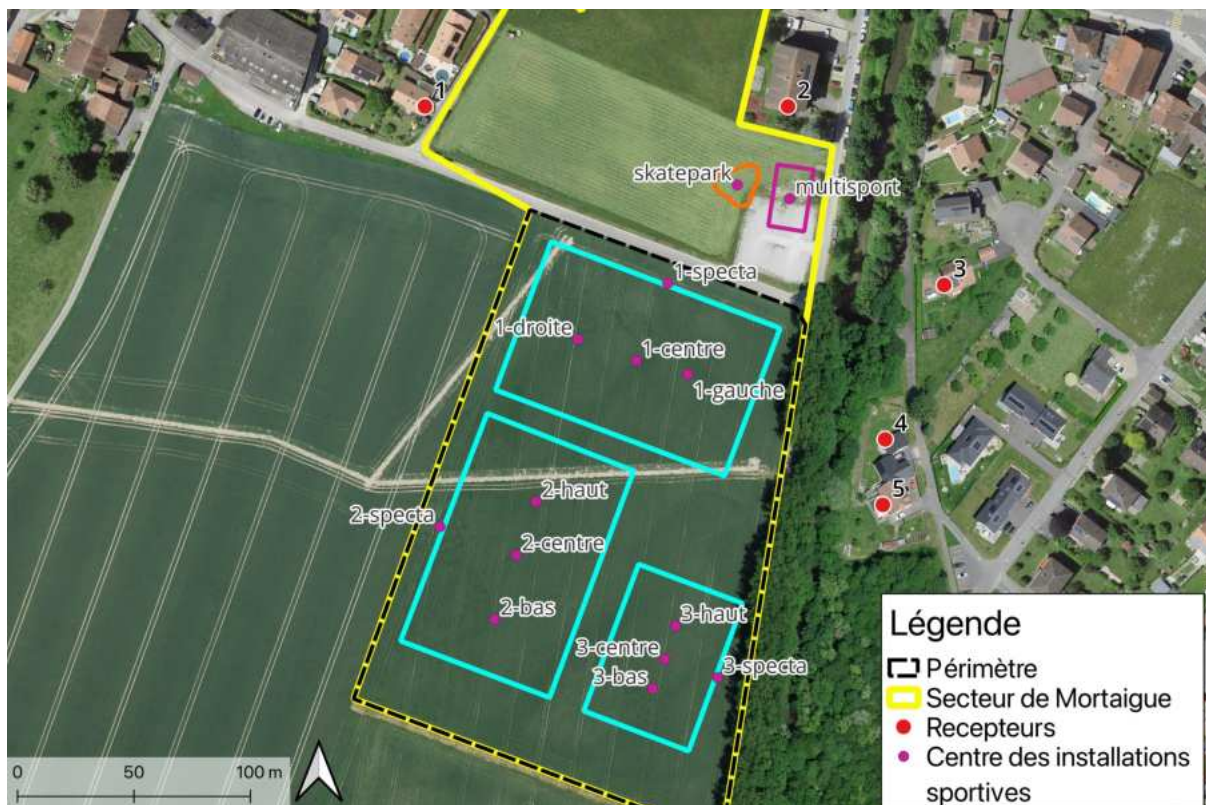 1
2
skatepark
multisport
3
1-specta
1-droite
1-centre
1-gauche
4
2-haut
5
2-specta
2-centre
2-bas
3-haut
3-centre
3-specta
3-bas
Légende
Périmètre
Secteur de Mortaigue
Recepteurs
Centre des installations
sportives
0 50 100 m